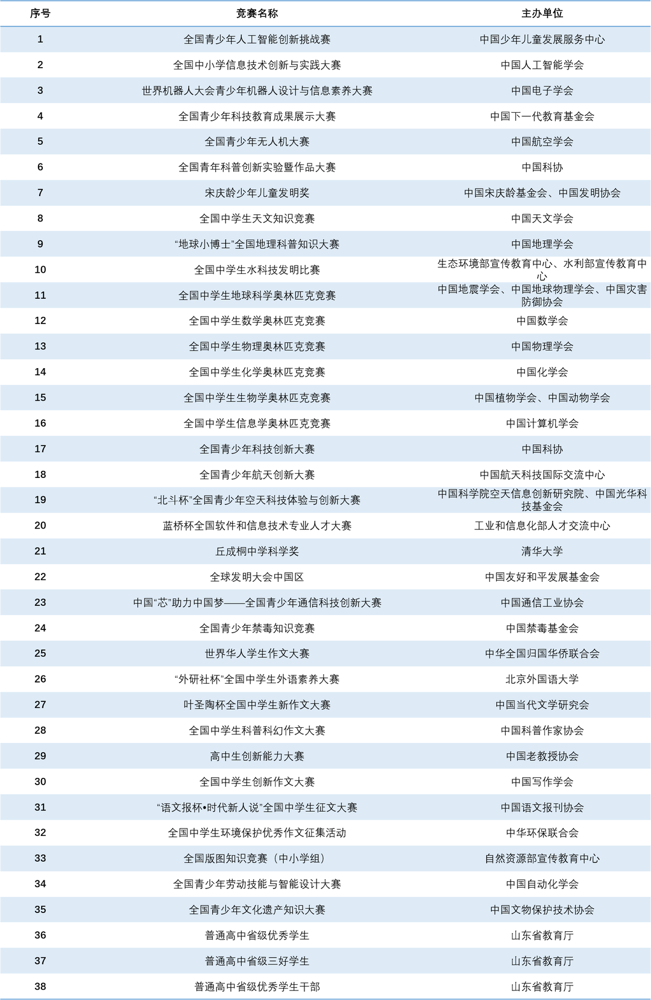 序号 竞赛名称 主办单位
1 全国青少年人工智能创新挑战赛 中国少年儿童发展服务中心
2 全国中小学信息技术创新与实践大赛 中国人工智能学会
3 世界机器人大会青少年机器人设计与信息素养大赛 中国电子学会
4 全国青少年科技教育成果展示大赛 中国下一代教育基金会
5 全国青少年无人机大赛 中国航空学会
6 全国青年科普创新实验暨作品大赛 中国科协
7 宋庆龄少年儿童发明奖 中国宋庆龄基金会、中国发明协会
8 全国中学生天文知识竞赛 中国天文学会
9 “地球小博士”全国地理科普知识大赛 中国地理学会
10 全国中学生水科技发明比赛 生态环境部宣传教育中心、水利部宣传教育中
心
11 全国中学生地球科学奥林匹克竞赛 中国地震学会、中国地球物理学会、中国灾害
防御协会
12 全国中学生数学奥林匹克竞赛 中国数学会
13 全国中学生物理奥林匹克竞赛 中国物理学会
14 全国中学生化学奥林匹克竞赛 中国化学会
15 全国中学生生物学奥林匹克竞赛 中国植物学会、中国动物学会
16 全国中学生信息学奥林匹克竞赛 中国计算机学会
17 全国青少年科技创新大赛 中国科协
18 全国青少年航天创新大赛 中国航天科技国际交流中心
19 “北斗杯”全国青少年空天科技体验与创新大赛 中国科学院空天信息创新研究院、中国光华科
技基金会
20 蓝桥杯全国软件和信息技术专业人才大赛 工业和信息化部人才交流中心
21 丘成桐中学科学奖 清华大学
22 全球发明大会中国区 中国友好和平发展基金会
23 中国“芯”助力中国梦——全国青少年通信科技创新大赛 中国通信工业协会
24 全国青少年禁毒知识竞赛 中国禁毒基金会
25 世界华人学生作文大赛 中华全国归国华侨联合会
26 “外研社杯”全国中学生外语素养大赛 北京外国语大学
27 叶圣陶杯全国中学生新作文大赛 中国当代文学研究会
28 全国中学生科普科幻作文大赛 中国科普作家协会
29 高中生创新能力大赛 中国老教授协会
30 全国中学生创新作文大赛 中国写作学会
31 “语文报杯•时代新人说”全国中学生征文大赛 中国语文报刊协会
32 全国中学生环境保护优秀作文征集活动 中华环保联合会
33 全国版图知识竞赛（中小学组） 自然资源部宣传教育中心
34 全国青少年劳动技能与智能设计大赛 中国自动化学会
35 全国青少年文化遗产知识大赛 中国文物保护技术协会
36 普通高中省级优秀学生 山东省教育厅
37 普通高中省级三好学生 山东省教育厅
38 普通高中省级优秀学生干部 山东省教育厅